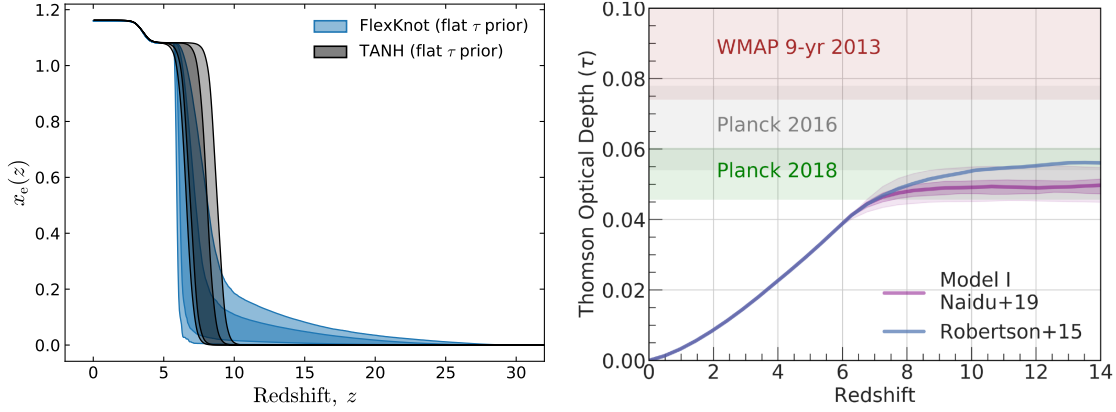 1.2
1.0
0.8
0.6
0.4
0.2
0.0
xₑ(z)
FlexKnot (flat τ prior)
TANH (flat τ prior)
0 5 10 15 20 25 30
Redshift, z
0.10
0.08
0.06
0.04
0.02
0.00
Thomson Optical Depth (τ)
WMAP 9-yr 2013
Planck 2016
Planck 2018
Model I
Naidu+19
Robertson+15
0 2 4 6 8 10 12 14
Redshift